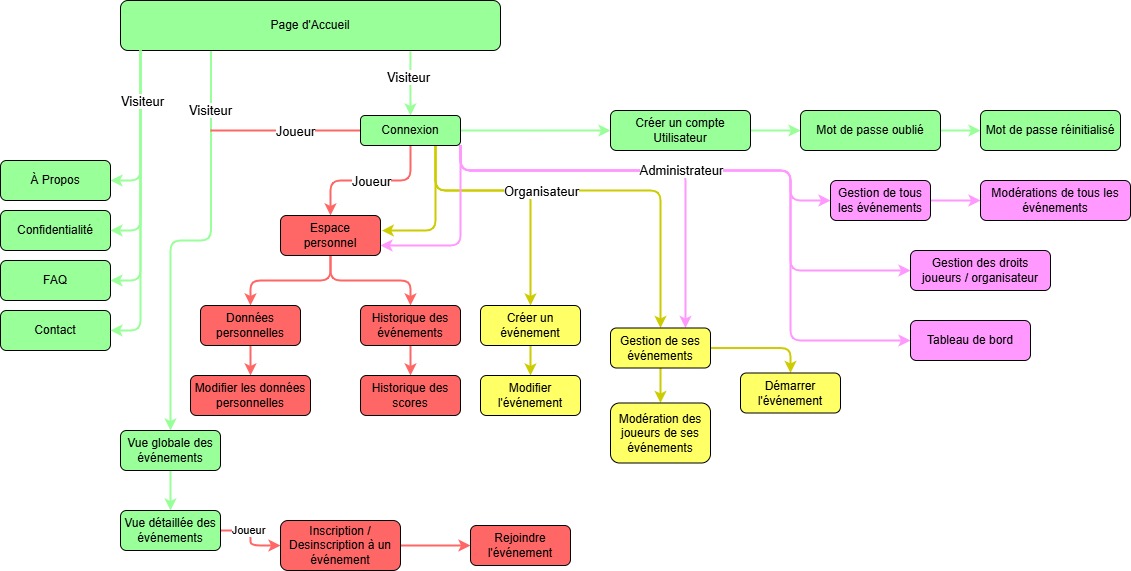 Page d'Accueil
Visiteur
Visiteur
Visiteur
Joueur
Connexion
Créer un compte
Utilisateur
Mot de passe oublié
Mot de passe réinitialisé
À Propos
Confidentialité
FAQ
Contact
Joueur
Organisateur
Administrateur
Gestion de tous
les événements
Modérations de tous les
événements
Espace
personnel
Gestion des droits
joueurs / organisateur
Données
personnelles
Historique des
événements
Créer un
événement
Gestion de ses
événements
Tableau de bord
Modifier les données
personnelles
Historique des
scores
Modifier
l'événement
Démarrer
l'événement
Modération des
joueurs de ses
événements
Vue globale des
événements
Vue détaillée des
événements
Joueur
Inscription /
Desinscription à un
événement
Rejoindre
l'événement